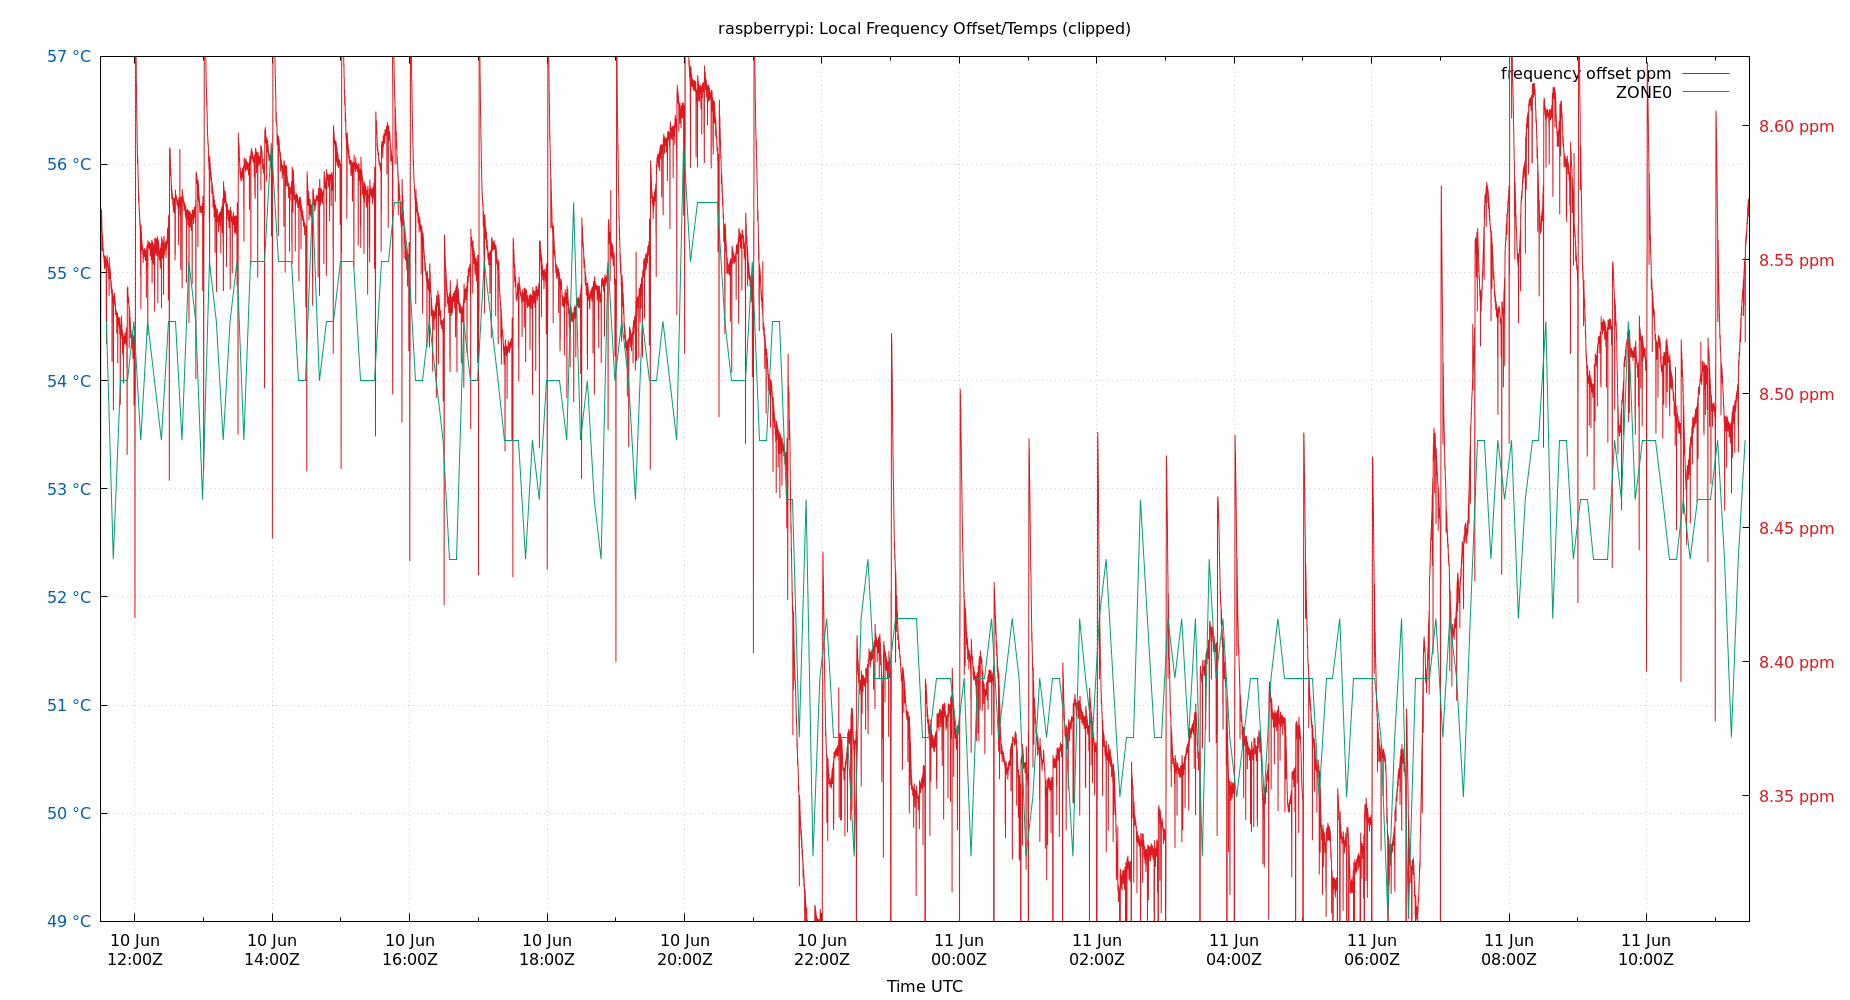 raspberrypi: Local Frequency Offset/Temps (clipped)
57 °C
56 °C
55 °C
54 °C
53 °C
52 °C
51 °C
50 °C
49 °C
frequency offset ppm
ZONE0
8.60 ppm
8.55 ppm
8.50 ppm
8.45 ppm
8.40 ppm
8.35 ppm
10 Jun 10 Jun 10 Jun 10 Jun 10 Jun 10 Jun 11 Jun 11 Jun 11 Jun 11 Jun 11 Jun 11 Jun
12:00Z 14:00Z 16:00Z 18:00Z 20:00Z 22:00Z 00:00Z 02:00Z 04:00Z 06:00Z 08:00Z 10:00Z
Time UTC